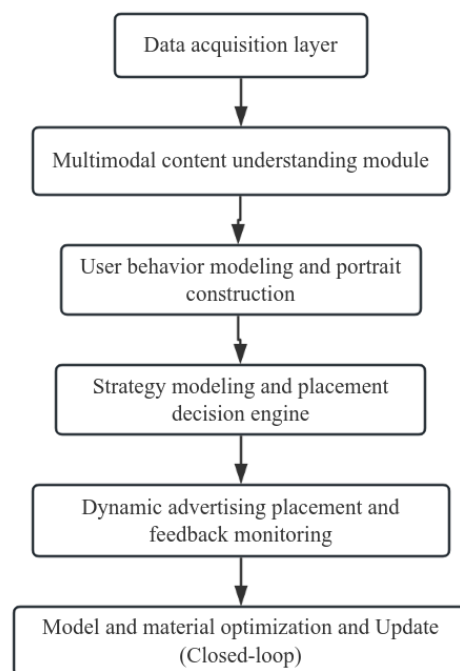 Data acquisition layer
Multimodal content understanding module
User behavior modeling and portrait
construction
Strategy modeling and placement
decision engine
Dynamic advertising placement and
feedback monitoring
Model and material optimization and Update
(Closed-loop)